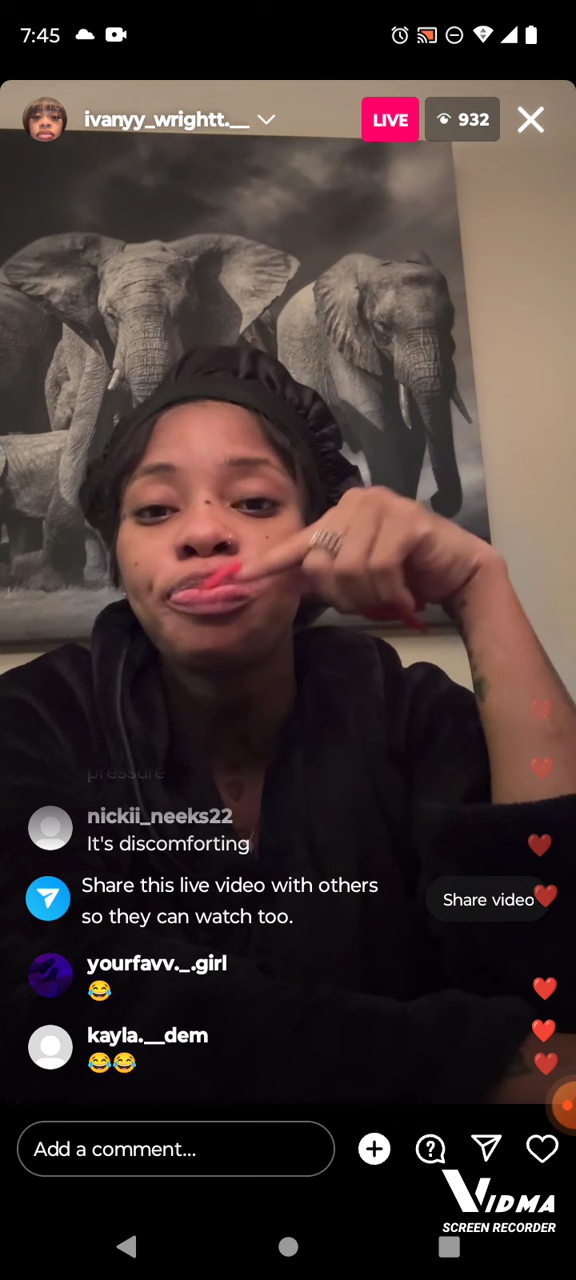 7:45
ivanyy_wrightt.__
LIVE
932
pressure
nickii_neeks22
It's discomforting
Share this live video with others
so they can watch too.
Share video
yourfavv._.girl
😂
kayla.__dem
😂😂
Add a comment...
VIDMA
SCREEN RECORDER